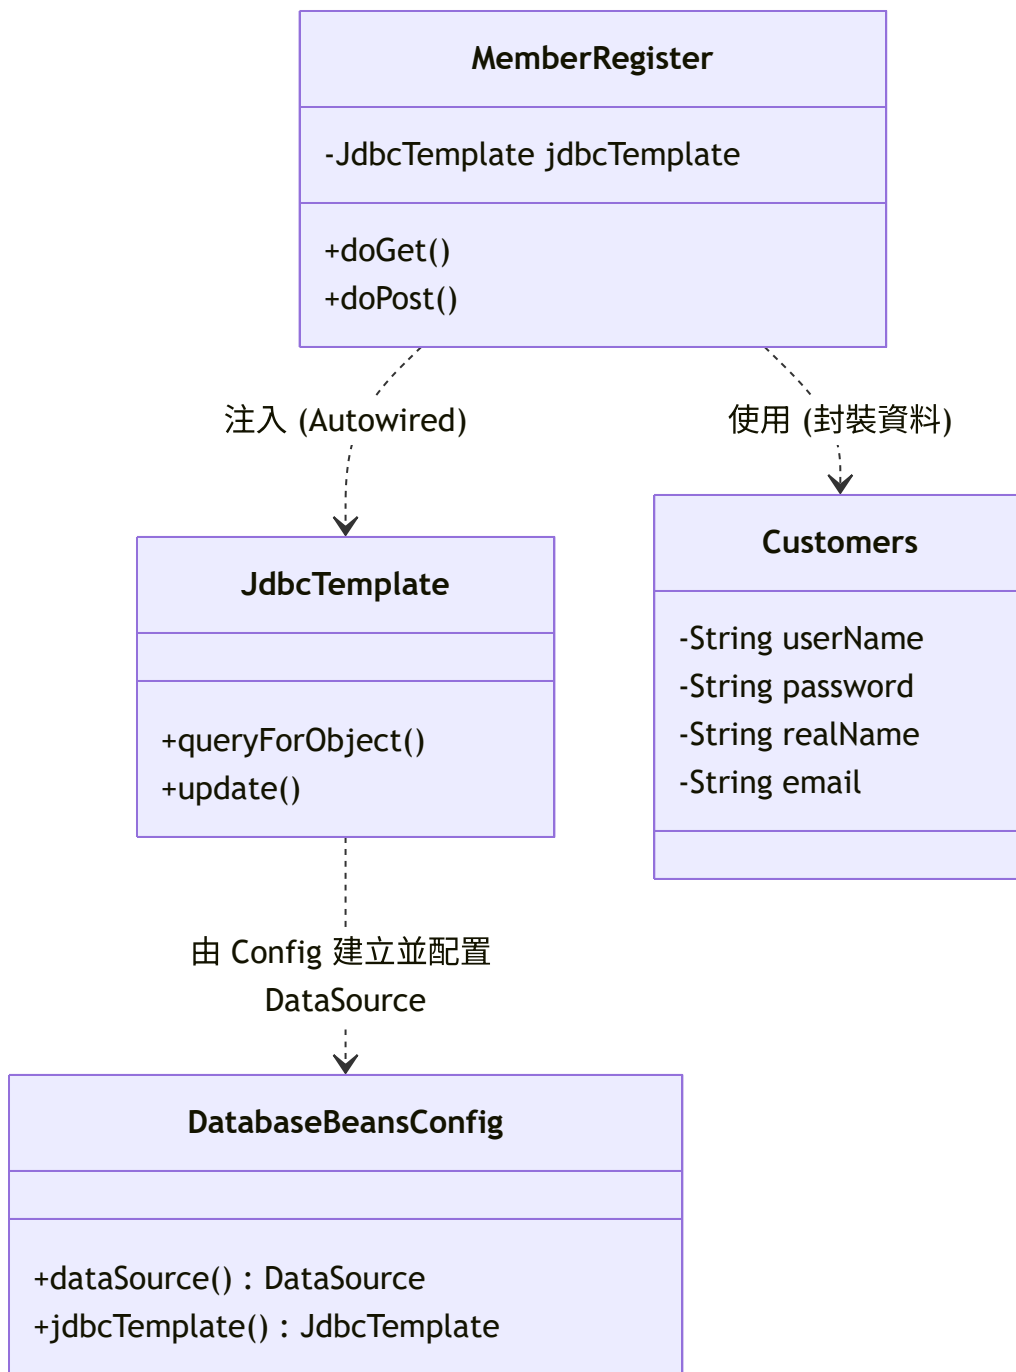 MemberRegister
-JdbcTemplate jdbcTemplate
+doGet()
+doPost()
注入 (Autowired)
使用 (封裝資料)
JdbcTemplate
+queryForObject()
+update()
Customers
-String userName
-String password
-String realName
-String email
由 Config 建立並配置
DataSource
DatabaseBeansConfig
+dataSource() : DataSource
+jdbcTemplate() : JdbcTemplate